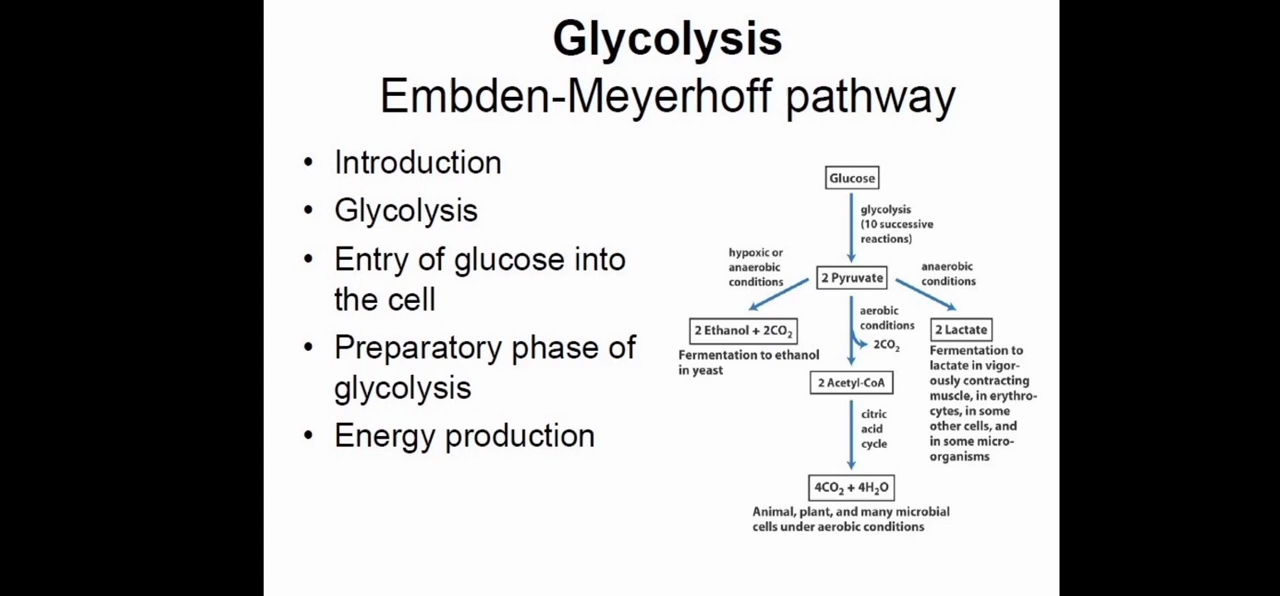 Glycolysis
Embden-Meyerhoff pathway
• Introduction
• Glycolysis
• Entry of glucose into
the cell
• Preparatory phase of
glycolysis
• Energy production
Glucose
glycolysis
(10 successive
reactions)
hypoxic or
anaerobic
conditions
2 Pyruvate
anaerobic
conditions
2 Ethanol + 2CO₂
Fermentation to ethanol
in yeast
aerobic
conditions
2CO₂
2 Lactate
Fermentation to
lactate in vigor-
ously contracting
muscle, in erythro-
cytes, in some
other cells, and
in some micro-
organisms
2 Acetyl-CoA
citric
acid
cycle
4CO₂ + 4H₂O
Animal, plant, and many microbial
cells under aerobic conditions